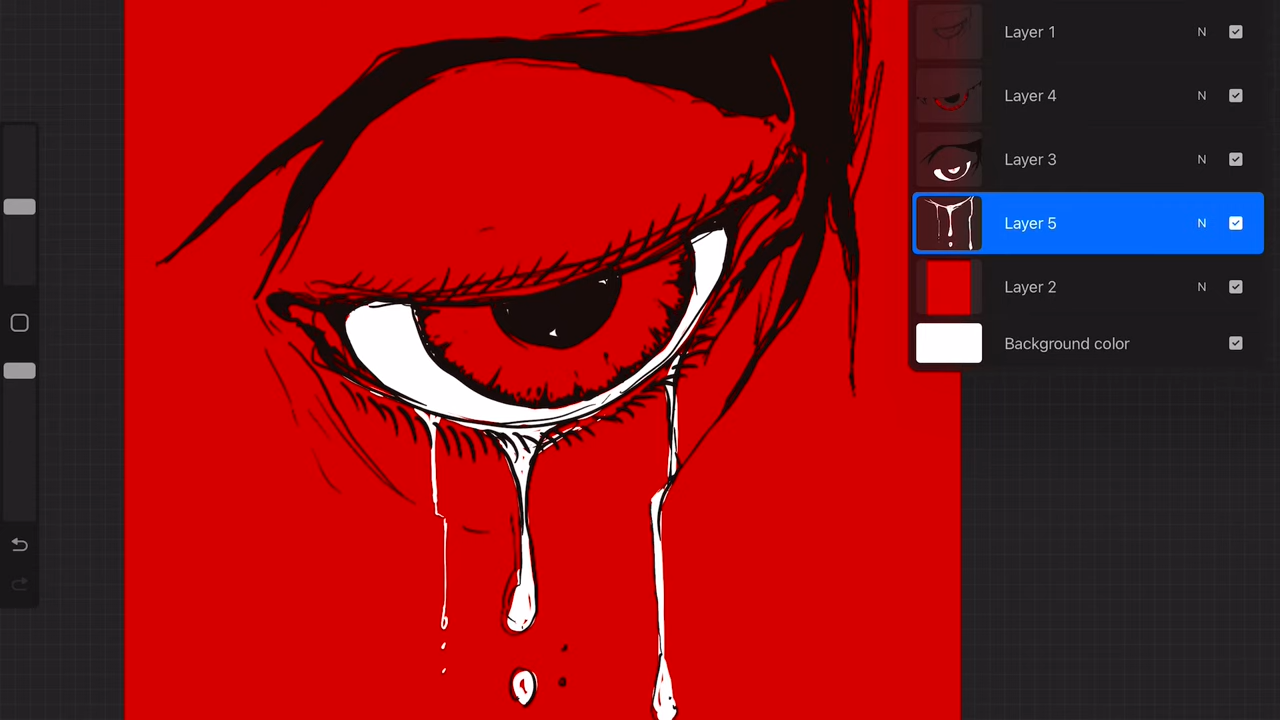 Layer 1 N
Layer 4 N
Layer 3 N
Layer 5 N
Layer 2 N
Background color